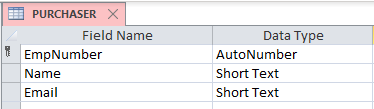 PURCHASER
Field Name Data Type
EmpNumber AutoNumber
Name Short Text
Email Short Text